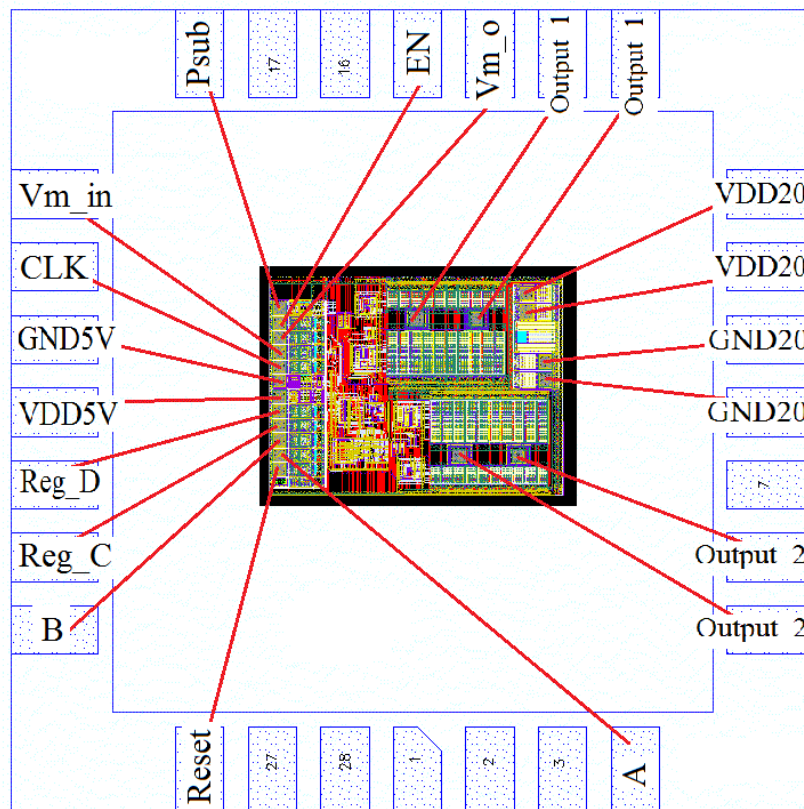 Psub
17
16
EN
Vm_o
Output 1
Output 1
Vm_in
CLK
GND5V
VDD5V
Reg_D
Reg_C
B
VDD20
VDD20
GND20
GND20
7
Output 2
Output 2
Reset
27
28
1
2
3
A